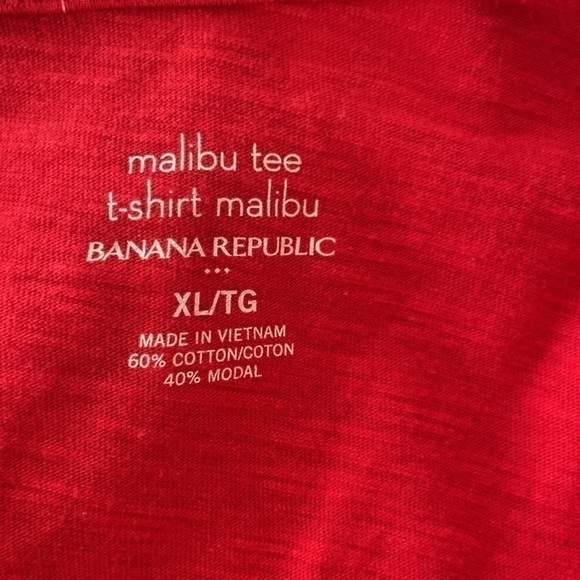 malibu tee
t-shirt malibu
BANANA REPUBLIC
XL/TG
MADE IN VIETNAM
60% COTTON/COTON
40% MODAL